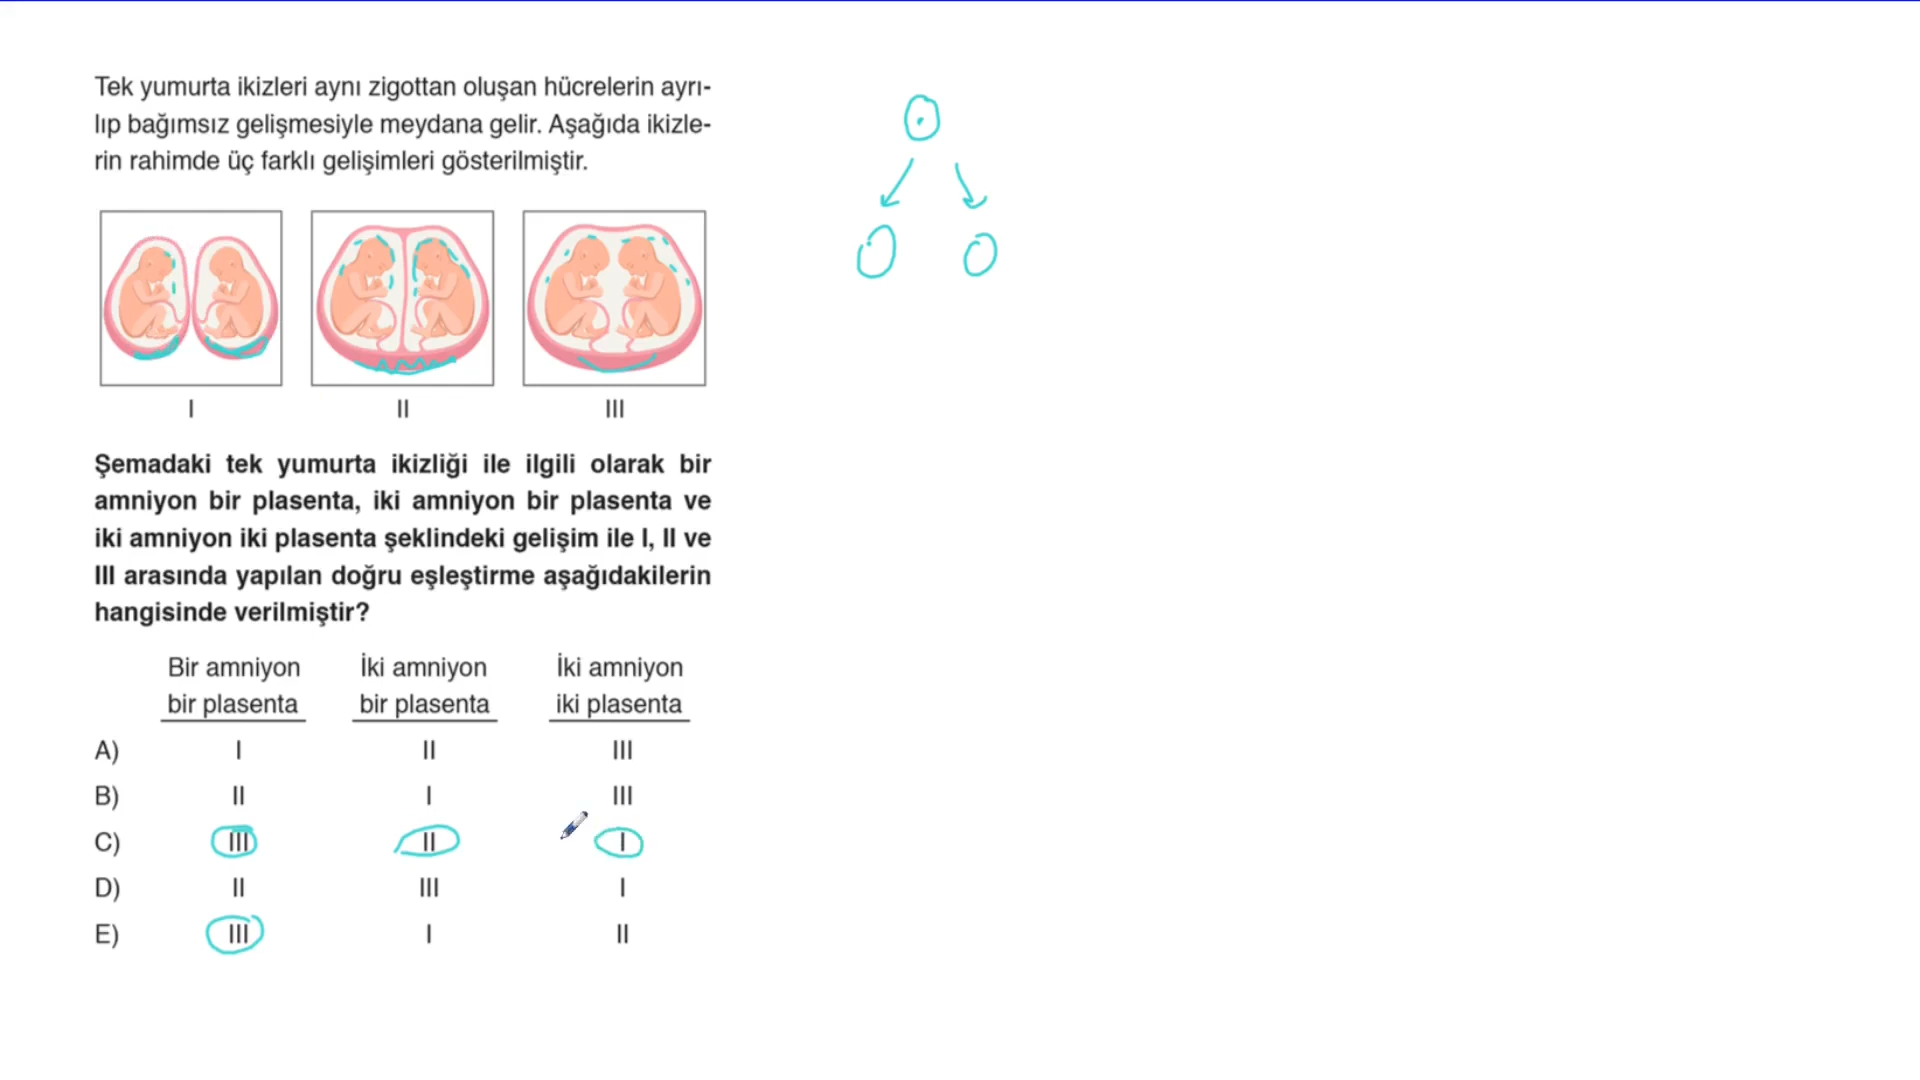 Tek yumurta ikizleri aynı zigottan oluşan hücrelerin ayrı-
lıp bağımsız gelişmesiyle meydana gelir. Aşağıda ikizle-
rin rahimde üç farklı gelişimleri gösterilmiştir.
I II III
Şemadaki tek yumurta ikizliği ile ilgili olarak bir
amniyon bir plasenta, iki amniyon bir plasenta ve
iki amniyon iki plasenta şeklindeki gelişim ile I, II ve
III arasında yapılan doğru eşleştirme aşağıdakilerin
hangisinde verilmiştir?
Bir amniyon İki amniyon İki amniyon
bir plasenta bir plasenta iki plasenta
A) I II III
B) II I III
C) III II I
D) II III I
E) III I II